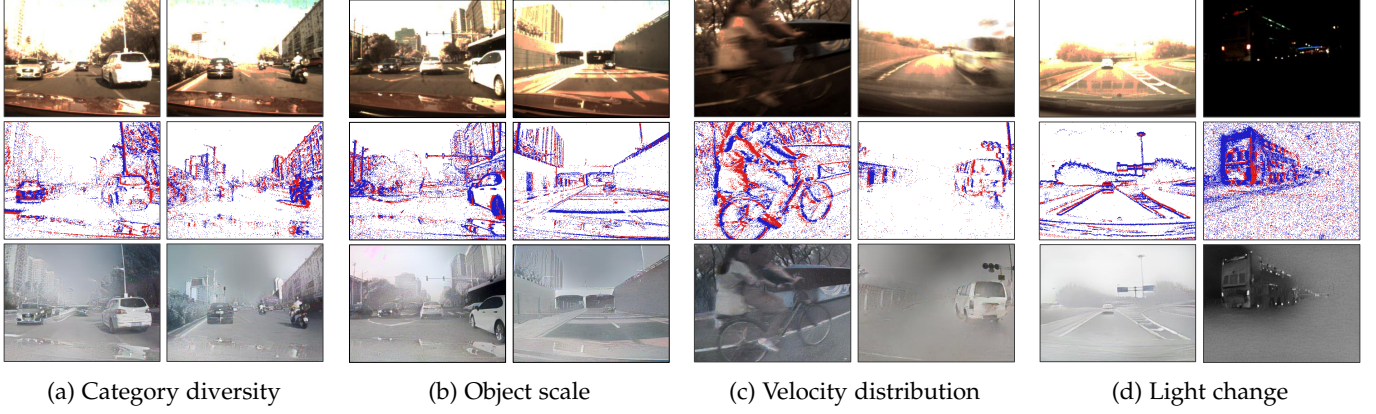 (a) Category diversity
(b) Object scale
(c) Velocity distribution
(d) Light change